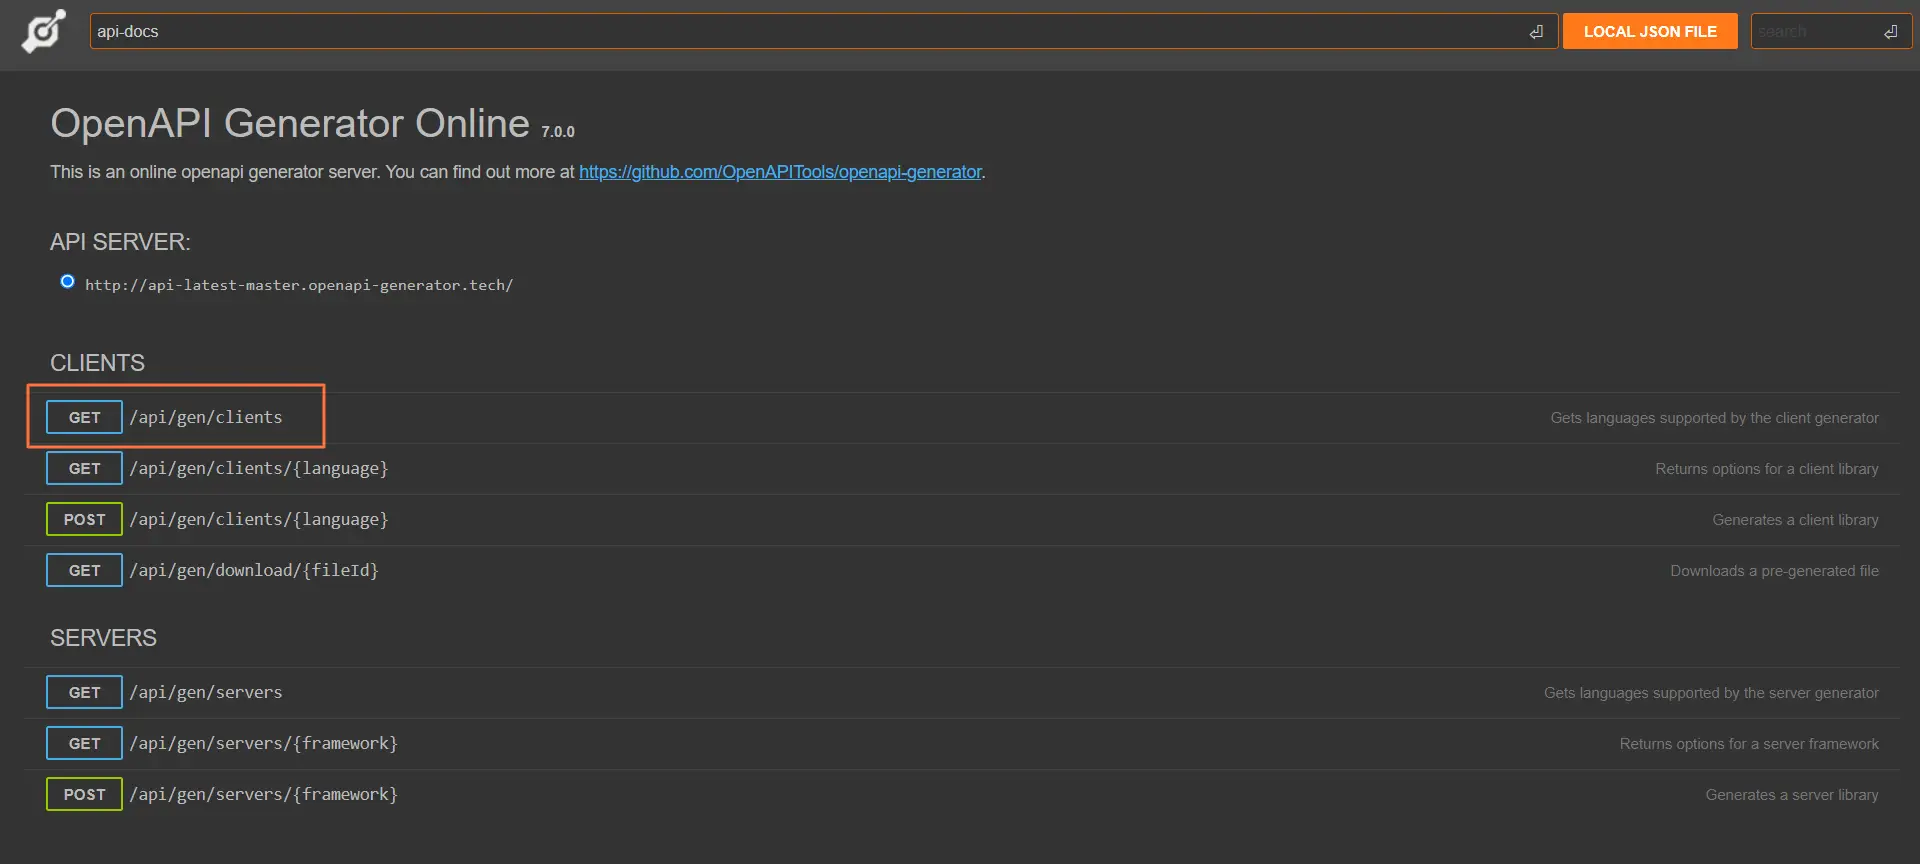 api-docs
LOCAL JSON FILE
search
OpenAPI Generator Online 7.0.0
This is an online openapi generator server. You can find out more at https://github.com/OpenAPITools/openapi-generator.
API SERVER:
http://api-latest-master.openapi-generator.tech/
CLIENTS
GET /api/gen/clients Gets languages supported by the client generator
GET /api/gen/clients/{language} Returns options for a client library
POST /api/gen/clients/{language} Generates a client library
GET /api/gen/download/{fileId} Downloads a pre-generated file
SERVERS
GET /api/gen/servers Gets languages supported by the server generator
GET /api/gen/servers/{framework} Returns options for a server framework
POST /api/gen/servers/{framework} Generates a server library